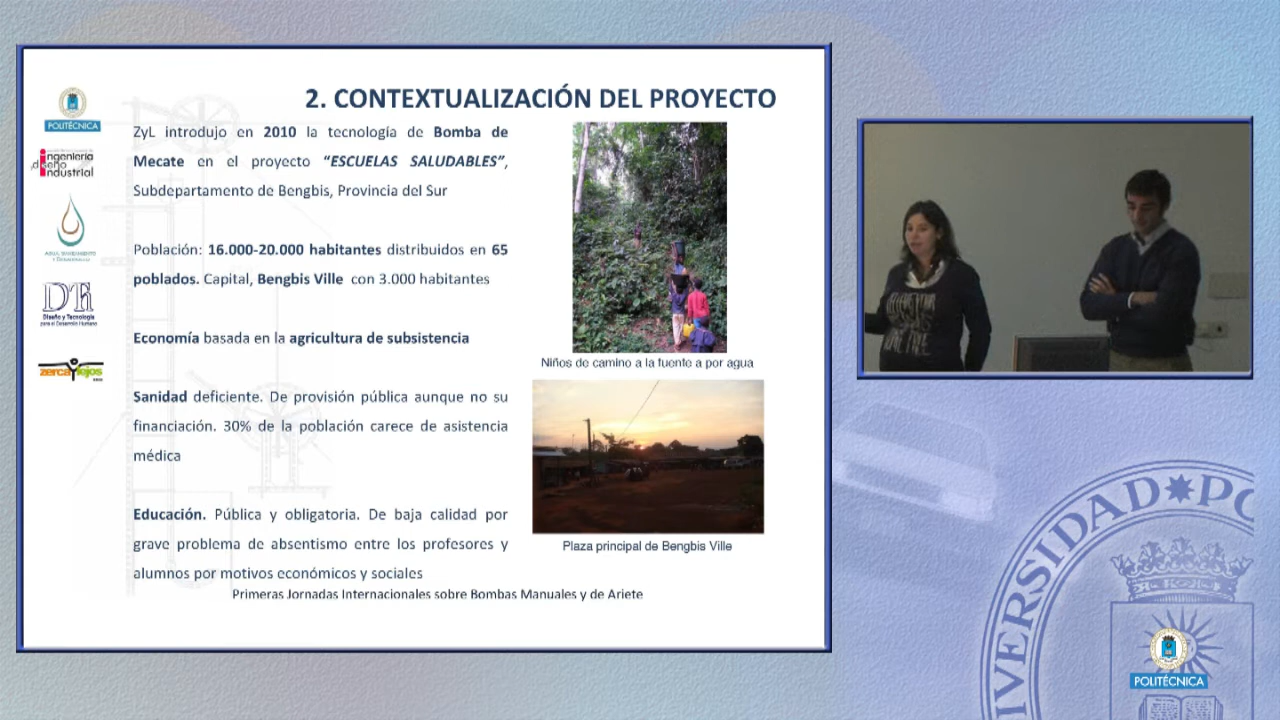 2. CONTEXTUALIZACIÓN DEL PROYECTO
ZyL introdujo en 2010 la tecnología de Bomba de
Mecate en el proyecto “ESCUELAS SALUDABLES”,
Subdepartamento de Bengbis, Provincia del Sur
Población: 16.000-20.000 habitantes distribuidos en 65
poblados. Capital, Bengbis Ville con 3.000 habitantes
Economía basada en la agricultura de subsistencia
Sanidad deficiente. De provisión pública aunque no su
financiación. 30% de la población carece de asistencia
médica
Educación. Pública y obligatoria. De baja calidad por
grave problema de absentismo entre los profesores y
alumnos por motivos económicos y sociales
Niños de camino a la fuente a por agua
Plaza principal de Bengbis Ville
Primeras Jornadas Internacionales sobre Bombas Manuales y de Ariete
POLITÉCNICA
ingeniería
diseño
industrial
AGUA, SANEAMIENTO
Y DESARROLLO
DTH
Diseño y Tecnología
para el Desarrollo Humano
zercaylejos
UNIVERSIDAD PO
POLITÉCNICA